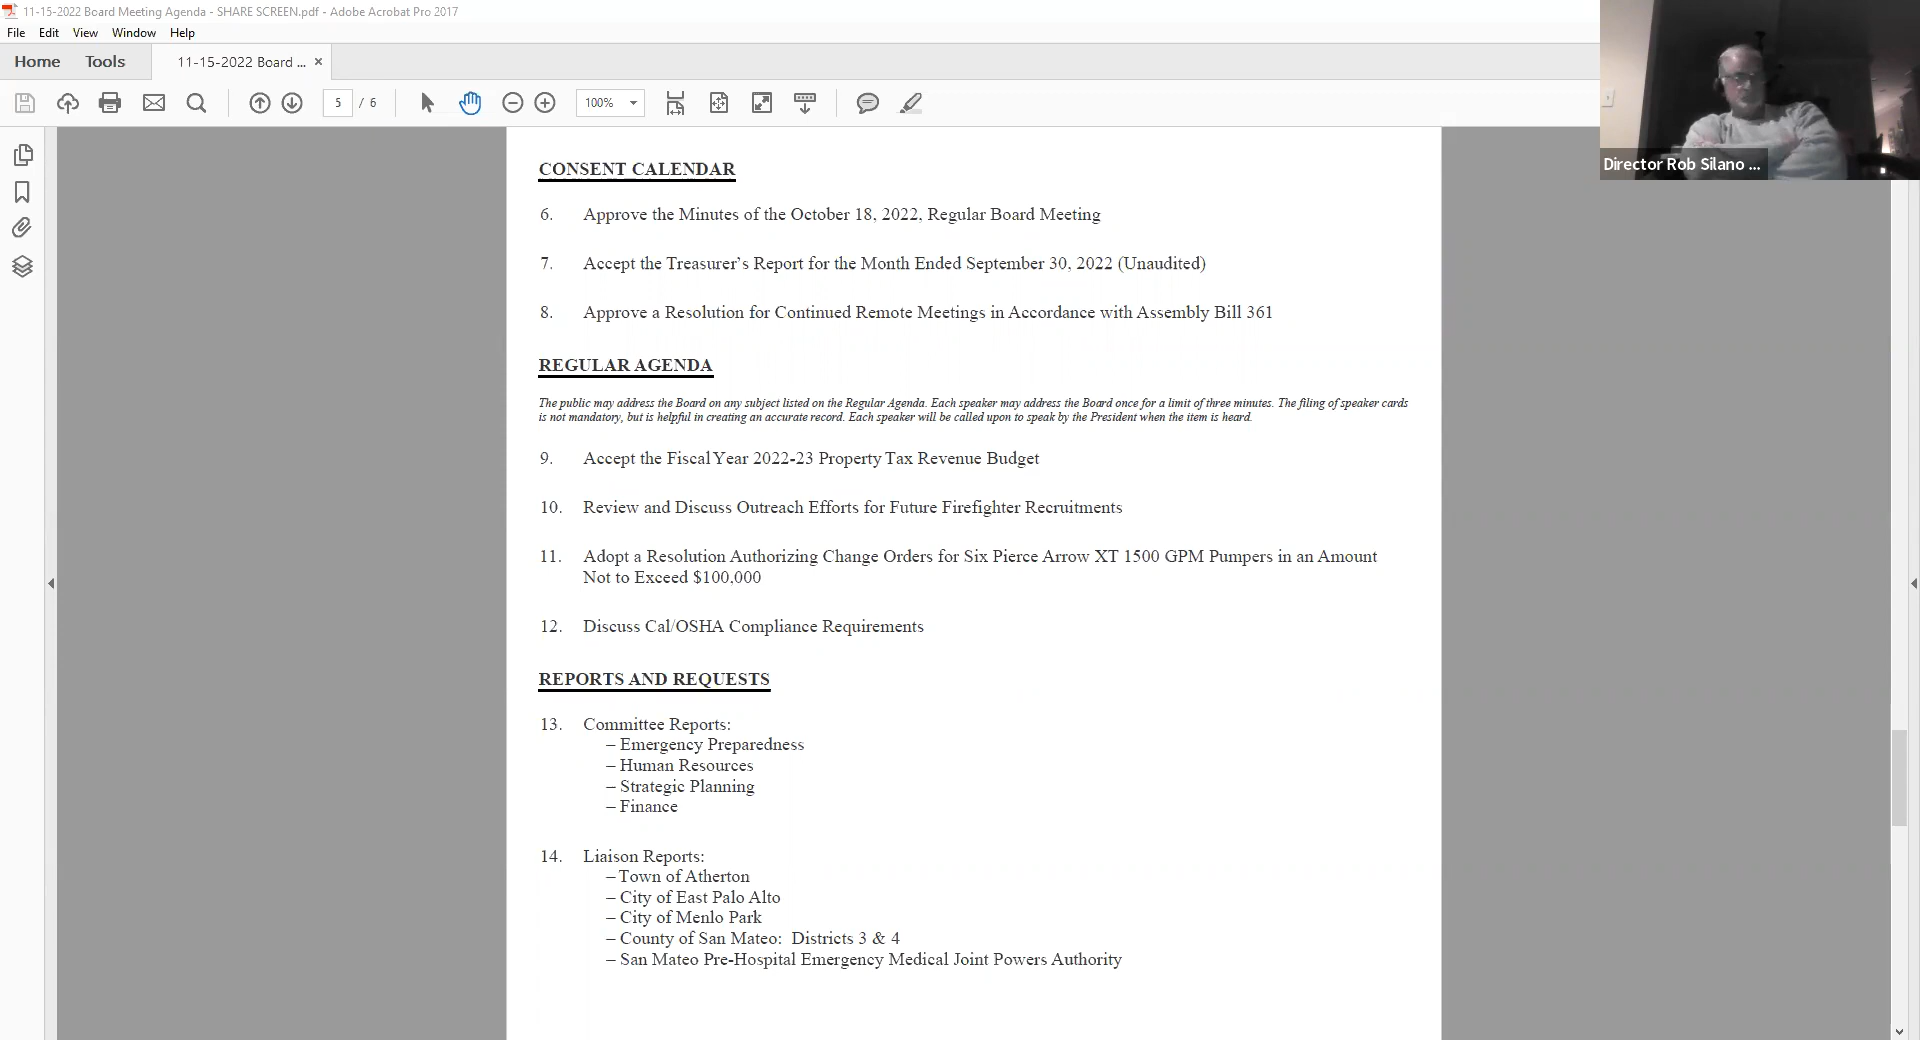 11-15-2022 Board Meeting Agenda - SHARE SCREEN.pdf - Adobe Acrobat Pro 2017
File Edit View Window Help
Home Tools 11-15-2022 Board ... ×
5 / 6 100%
Director Rob Silano ...
CONSENT CALENDAR
6. Approve the Minutes of the October 18, 2022, Regular Board Meeting
7. Accept the Treasurer’s Report for the Month Ended September 30, 2022 (Unaudited)
8. Approve a Resolution for Continued Remote Meetings in Accordance with Assembly Bill 361
REGULAR AGENDA
The public may address the Board on any subject listed on the Regular Agenda. Each speaker may address the Board once for a limit of three minutes. The filing of speaker cards
is not mandatory, but is helpful in creating an accurate record. Each speaker will be called upon to speak by the President when the item is heard.
9. Accept the Fiscal Year 2022-23 Property Tax Revenue Budget
10. Review and Discuss Outreach Efforts for Future Firefighter Recruitments
11. Adopt a Resolution Authorizing Change Orders for Six Pierce Arrow XT 1500 GPM Pumpers in an Amount
Not to Exceed $100,000
12. Discuss Cal/OSHA Compliance Requirements
REPORTS AND REQUESTS
13. Committee Reports:
– Emergency Preparedness
– Human Resources
– Strategic Planning
– Finance
14. Liaison Reports:
– Town of Atherton
– City of East Palo Alto
– City of Menlo Park
– County of San Mateo: Districts 3 & 4
– San Mateo Pre-Hospital Emergency Medical Joint Powers Authority